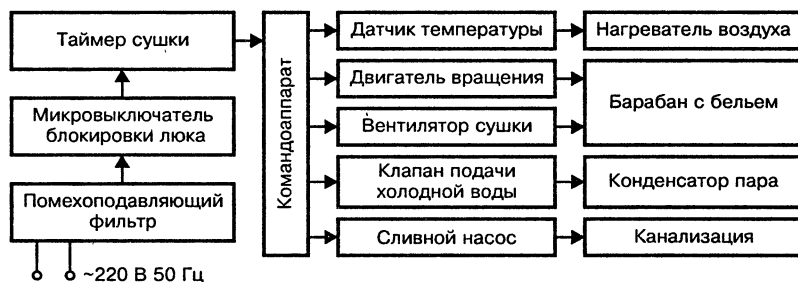 Таймер сушки
Микровыключатель
блокировки люка
Помехоподавляющий
фильтр
~220 В 50 Гц
Командоаппарат
Датчик температуры
Нагреватель воздуха
Двигатель вращения
Вентилятор сушки
Барабан с бельем
Клапан подачи
холодной воды
Конденсатор пара
Сливной насос
Канализация